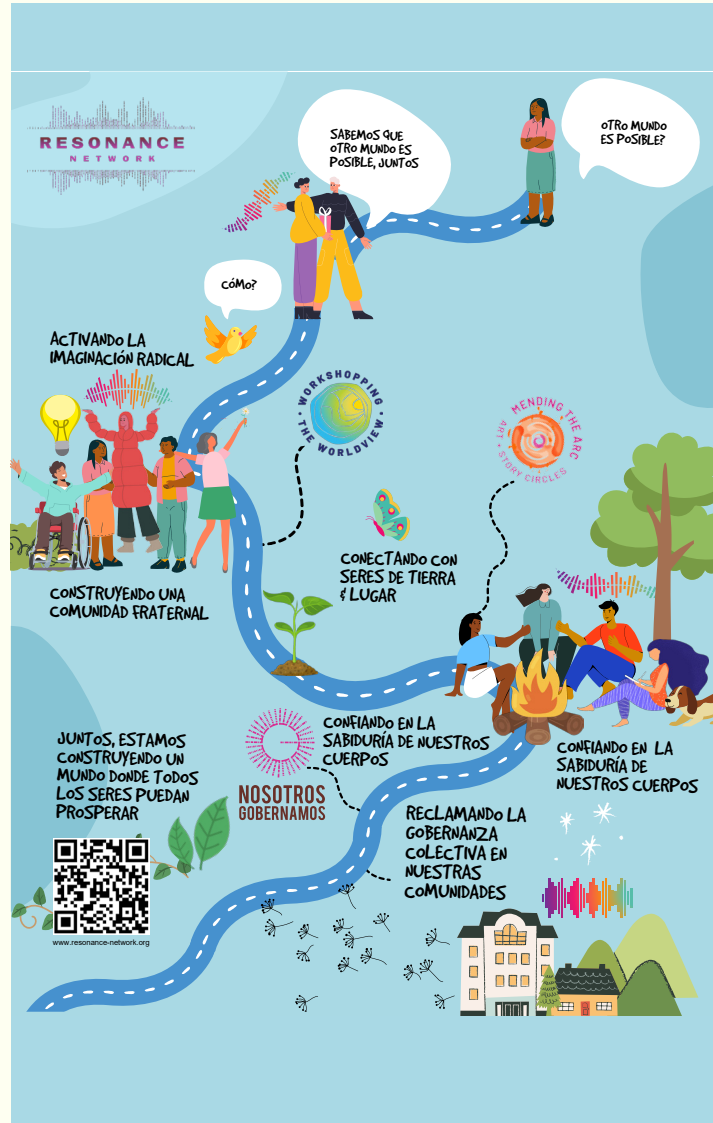 RESONANCE
NETWORK
SABEMOS QUE
OTRO MUNDO ES
POSIBLE, JUNTOS
OTRO MUNDO
ES POSIBLE?
CÓMO?
ACTIVANDO LA
IMAGINACIÓN RADICAL
WORKSHOPPING
THE WORLDVIEW
MENDING THE ARC
ART • STORY CIRCLES
CONECTANDO CON
SERES DE TIERRA
& LUGAR
CONSTRUYENDO UNA
COMUNIDAD FRATERNAL
CONFIANDO EN LA
SABIDURÍA DE NUESTROS
CUERPOS
NOSOTROS
GOBERNAMOS
CONFIANDO EN LA
SABIDURÍA DE
NUESTROS CUERPOS
JUNTOS, ESTAMOS
CONSTRUYENDO UN
MUNDO DONDE TODOS
LOS SERES PUEDAN
PROSPERAR
RECLAMANDO LA
GOBERNANZA
COLECTIVA EN
NUESTRAS
COMUNIDADES
www.resonance-network.org